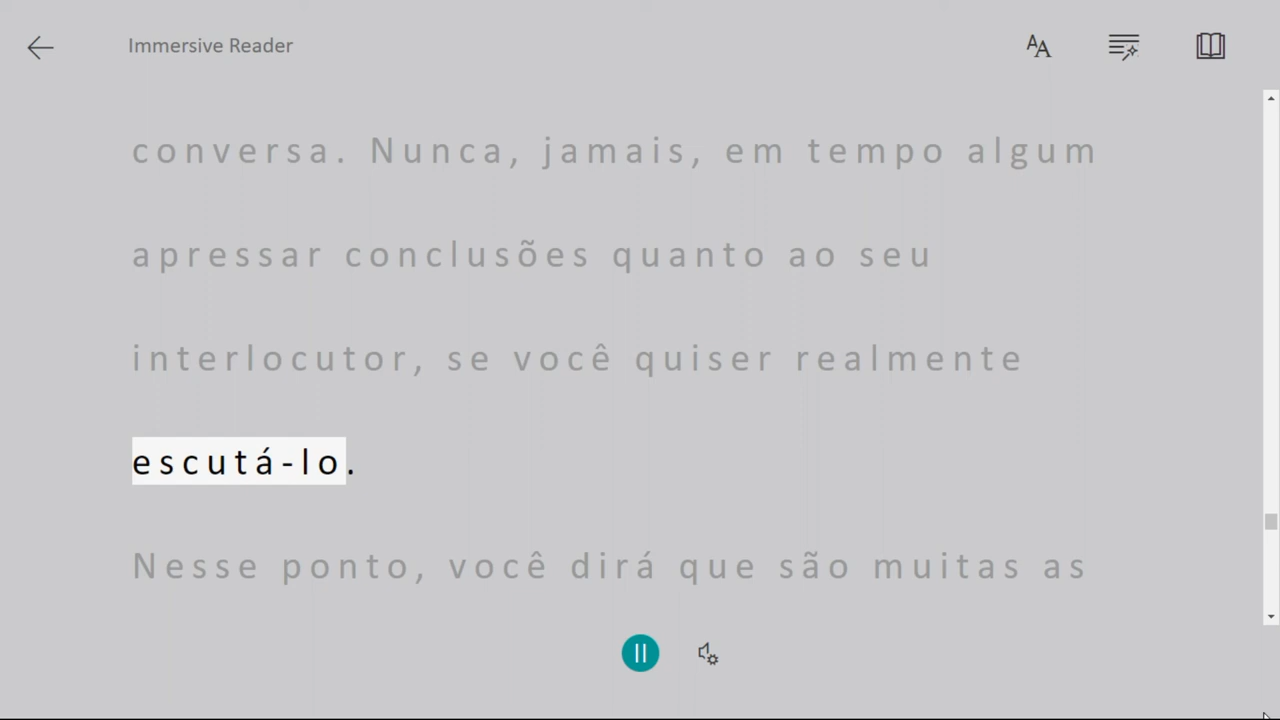 Immersive Reader
conversa. Nunca, jamais, em tempo algum
apressar conclusões quanto ao seu
interlocutor, se você quiser realmente
escutá-lo.
Nesse ponto, você dirá que são muitas as